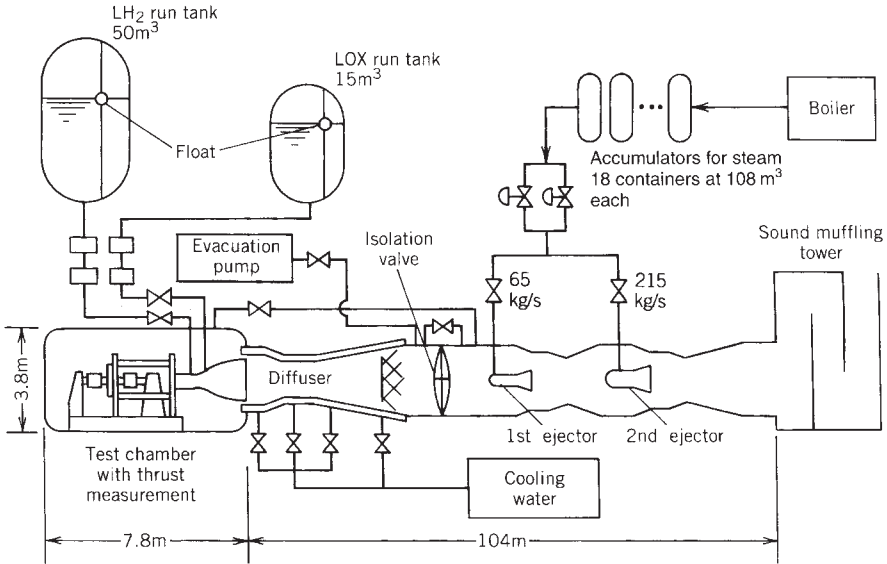 LH₂ run tank
50m³
LOX run tank
15m³
Float
Boiler
Accumulators for steam
18 containers at 108 m³
each
Evacuation
pump
Isolation
valve
65
kg/s
215
kg/s
Sound muffling
tower
3.8m
Diffuser
1st ejector
2nd ejector
Test chamber
with thrust
measurement
Cooling
water
7.8m
104m